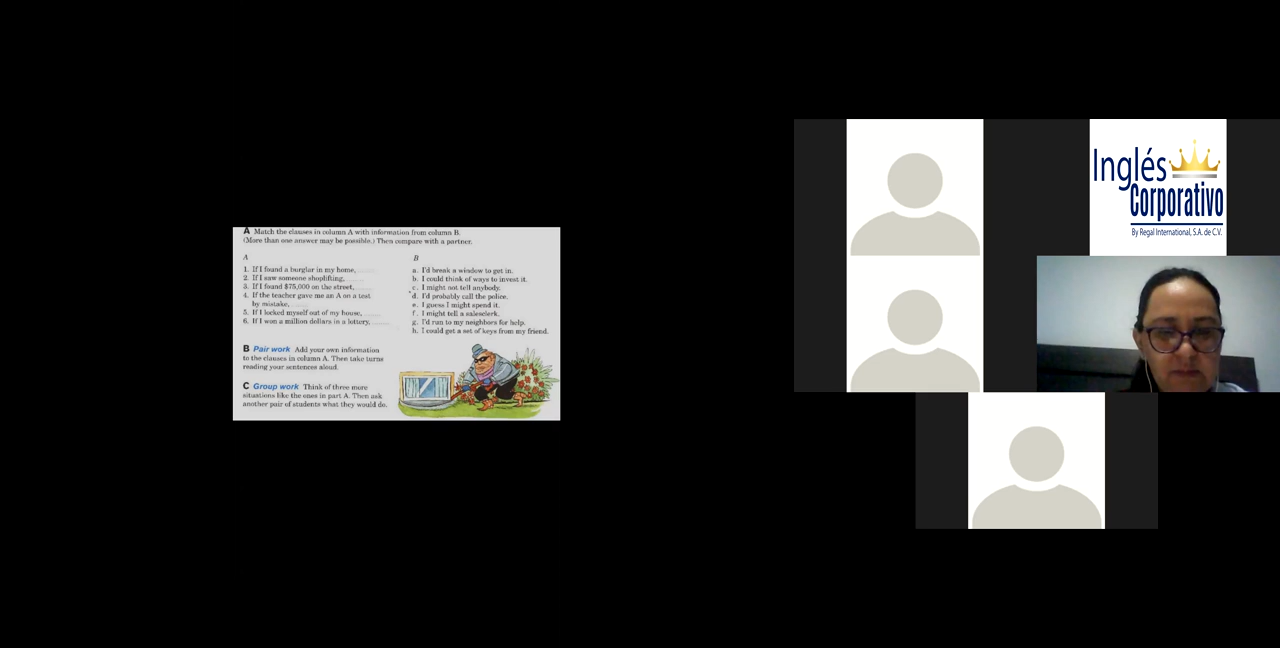 A Match the clauses in column A with information from column B.
(More than one answer may be possible.) Then compare with a partner.
A
1. If I found a burglar in my home,
2. If I saw someone shoplifting,
3. If I found $75,000 on the street,
4. If the teacher gave me an A on a test
by mistake,
5. If I locked myself out of my house,
6. If I won a million dollars in a lottery,
B
a. I'd break a window to get in.
b. I could think of ways to invest it.
c. I might not tell anybody.
d. I'd probably call the police.
e. I guess I might spend it.
f. I might tell a salesclerk.
g. I'd run to my neighbors for help.
h. I could get a set of keys from my friend.
B Pair work Add your own information
to the clauses in column A. Then take turns
reading your sentences aloud.
C Group work Think of three more
situations like the ones in part A. Then ask
another pair of students what they would do.
Inglés
Corporativo
By Regal International, S.A. de C.V.